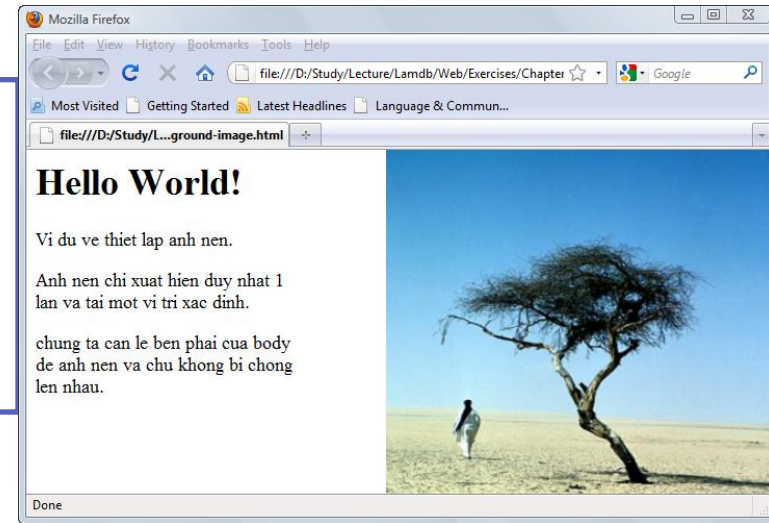 Mozilla Firefox
File Edit View History Bookmarks Tools Help
file:///D:/Study/Lecture/Lamdb/Web/Exercises/Chapter
Google
Most Visited Getting Started Latest Headlines Language & Commun...
file:///D:/Study/L...ground-image.html
Hello World!
Vi du ve thiet lap anh nen.
Anh nen chi xuat hien duy nhat 1
lan va tai mot vi tri xac dinh.
chung ta can le ben phai cua body
de anh nen va chu khong bi chong
len nhau.
Done